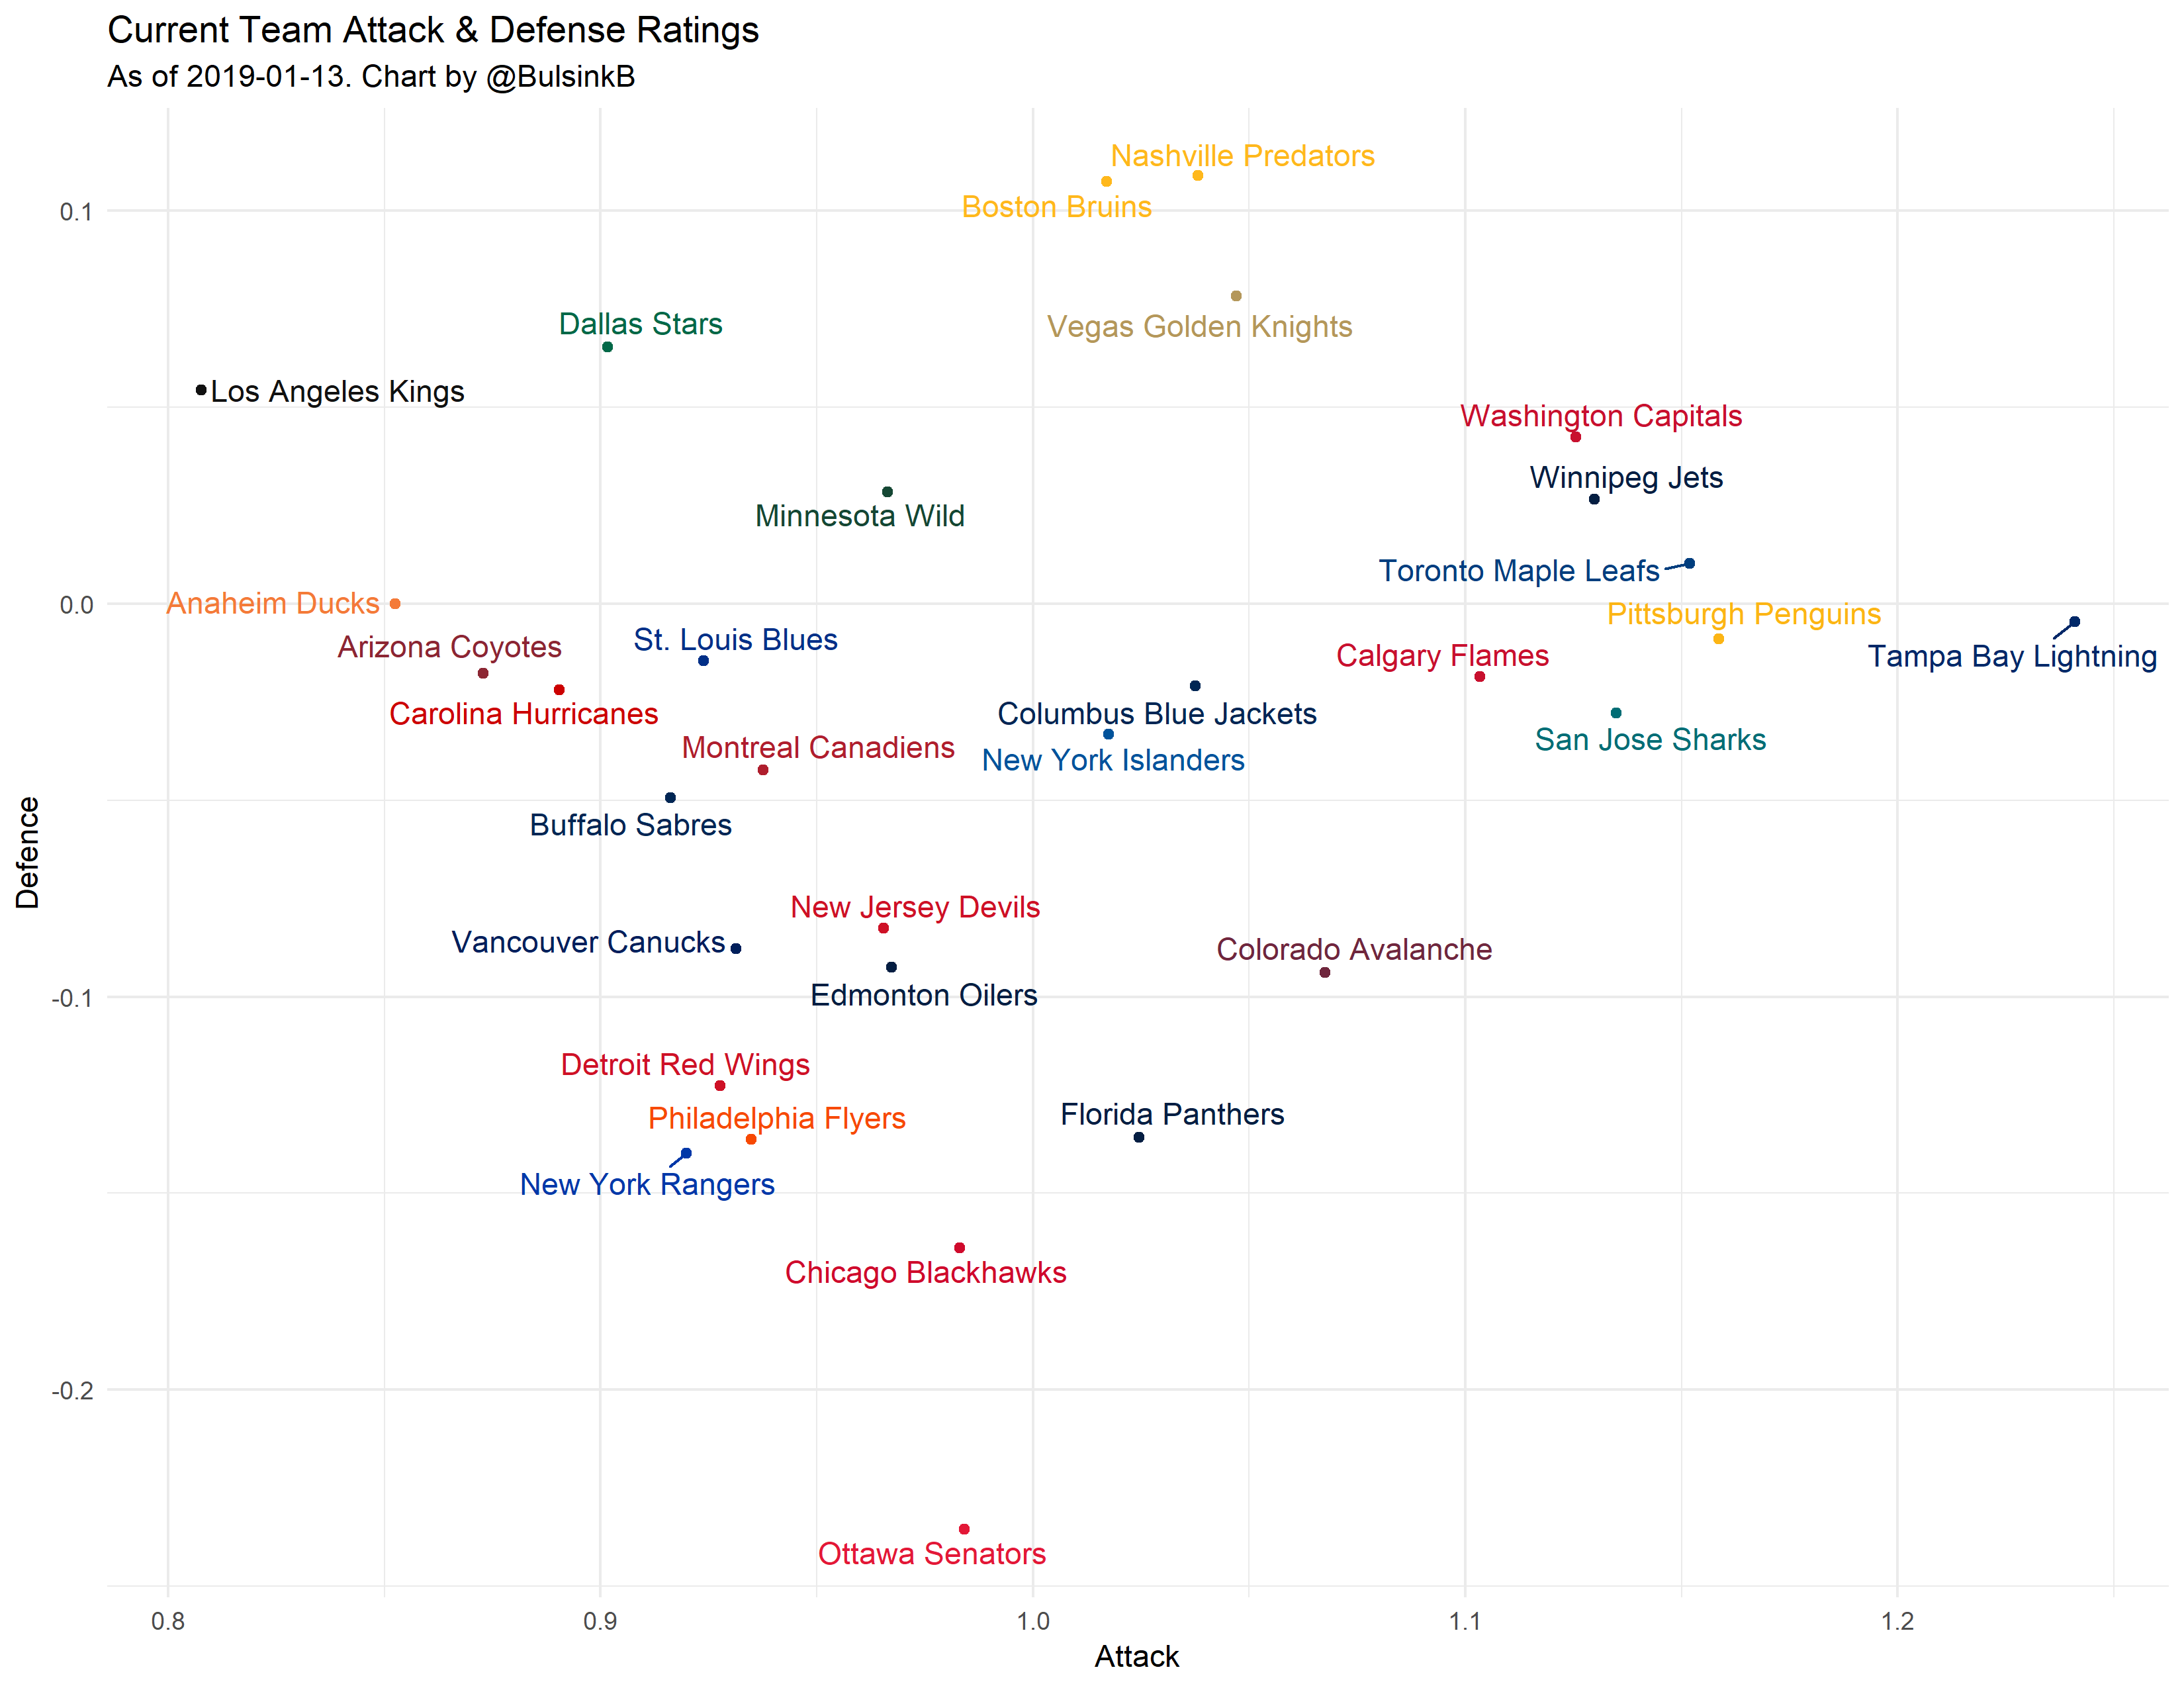 Current Team Attack & Defense Ratings
As of 2019-01-13. Chart by @BulsinkB
Nashville Predators
Boston Bruins
0.1
Dallas Stars
Vegas Golden Knights
Los Angeles Kings
Washington Capitals
Winnipeg Jets
Minnesota Wild
Toronto Maple Leafs
Anaheim Ducks
0.0
Pittsburgh Penguins
St. Louis Blues
Arizona Coyotes
Calgary Flames
Tampa Bay Lightning
Carolina Hurricanes
Columbus Blue Jackets
San Jose Sharks
Montreal Canadiens
New York Islanders
Buffalo Sabres
Defence
New Jersey Devils
Vancouver Canucks
Colorado Avalanche
Edmonton Oilers
-0.1
Detroit Red Wings
Philadelphia Flyers
Florida Panthers
New York Rangers
Chicago Blackhawks
-0.2
Ottawa Senators
0.8
0.9
1.0
1.1
1.2
Attack